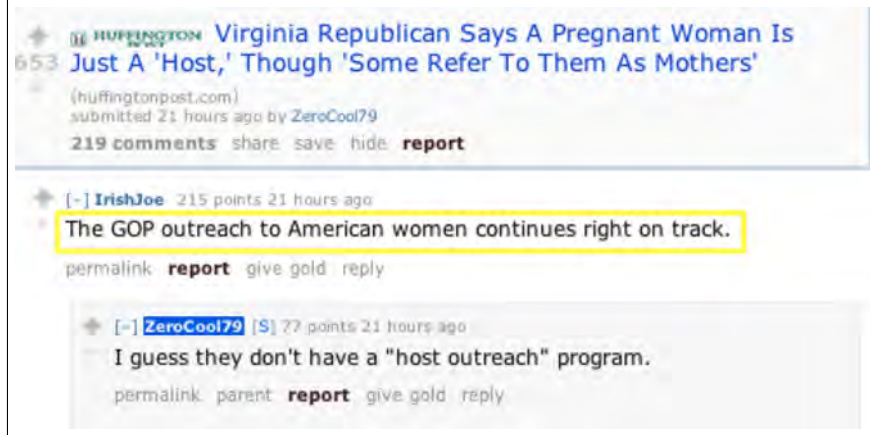 HUFFINGTON Virginia Republican Says A Pregnant Woman Is
653 Just A 'Host,' Though 'Some Refer To Them As Mothers'
(huffingtonpost.com)
submitted 21 hours ago by ZeroCool79
219 comments share save hide report
[-] IrishJoe 215 points 21 hours ago
The GOP outreach to American women continues right on track.
permalink report give gold reply
[-] ZeroCool79 [S] 77 points 21 hours ago
I guess they don't have a "host outreach" program.
permalink parent report give gold reply